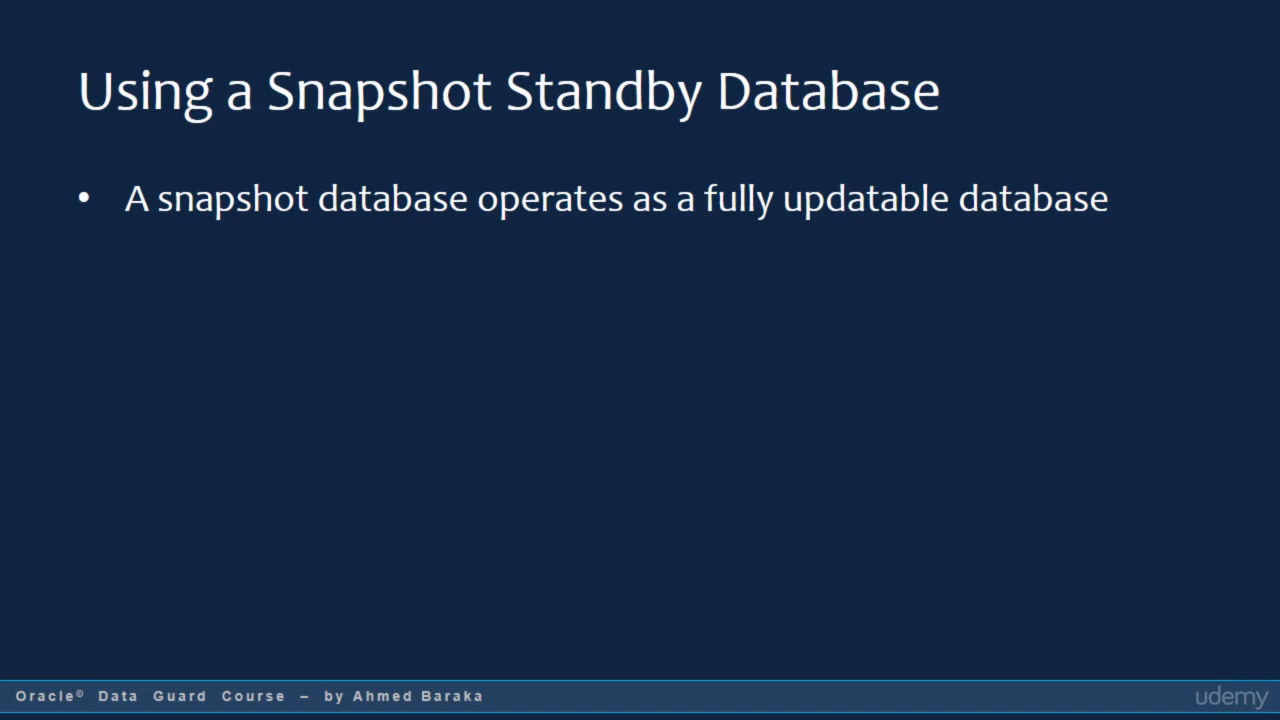 Using a Snapshot Standby Database
• A snapshot database operates as a fully updatable database
Oracle© Data Guard Course – by Ahmed Baraka
udemy